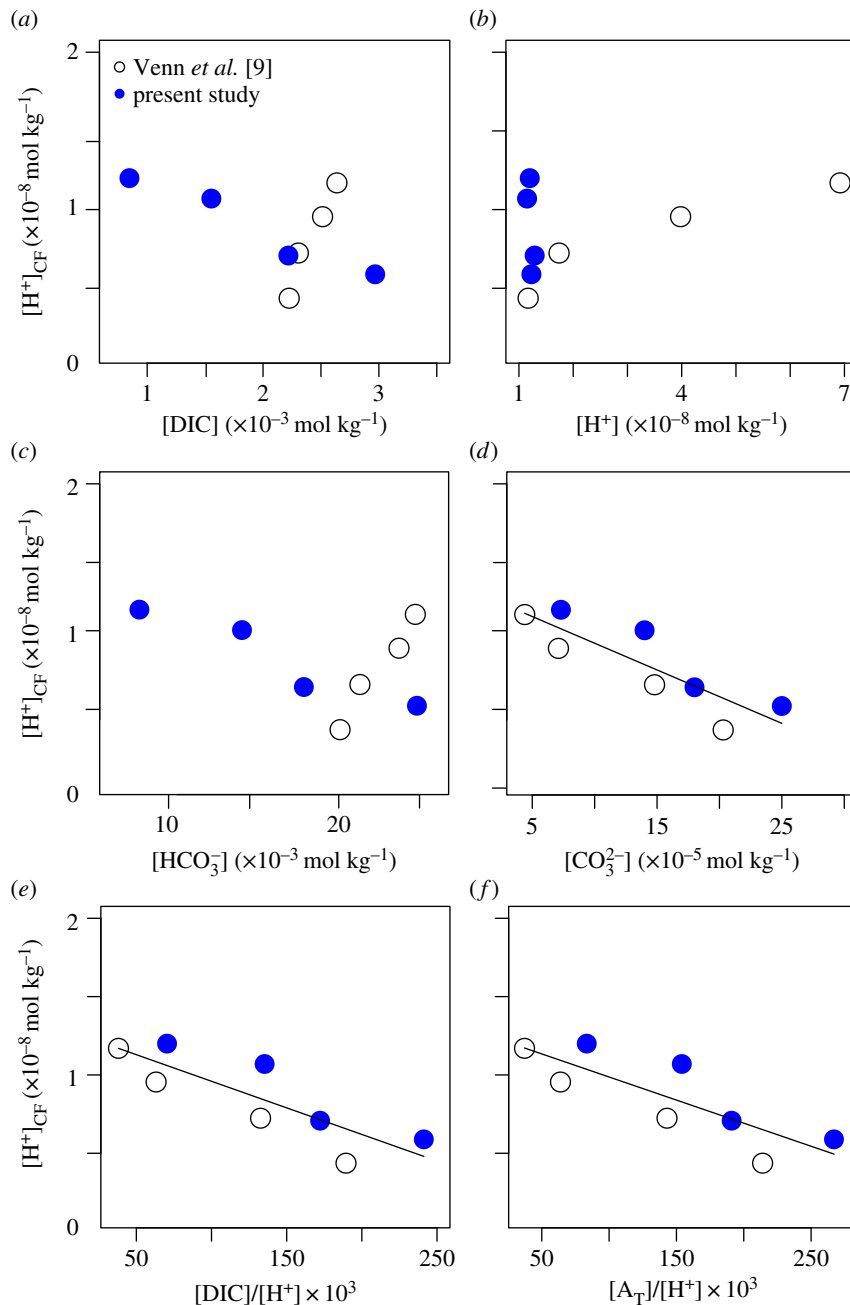 (a)
(b)
2
1
0
[H⁺]CF (×10⁻⁸ mol kg⁻¹)
Venn et al. [9]
present study
1 2 3
[DIC] (×10⁻³ mol kg⁻¹)
1 4 7
[H⁺] (×10⁻⁸ mol kg⁻¹)
(c)
(d)
2
1
0
[H⁺]CF (×10⁻⁸ mol kg⁻¹)
10 20
[HCO₃⁻] (×10⁻³ mol kg⁻¹)
5 15 25
[CO₃²⁻] (×10⁻⁵ mol kg⁻¹)
(e)
(f)
2
1
0
[H⁺]CF (×10⁻⁸ mol kg⁻¹)
50 150 250
[DIC]/[H⁺] × 10³
50 150 250
[A_T]/[H⁺] × 10³